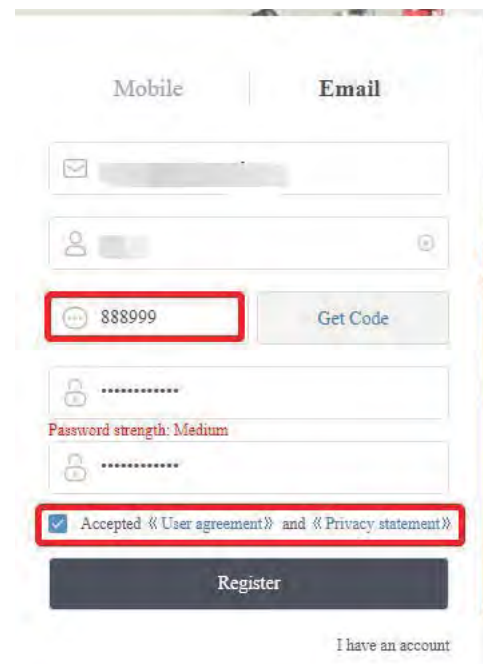 Mobile Email
888999 Get Code
••••••••••••
Password strength: Medium
••••••••••••
Accepted 《User agreement》 and 《Privacy statement》
Register
I have an account